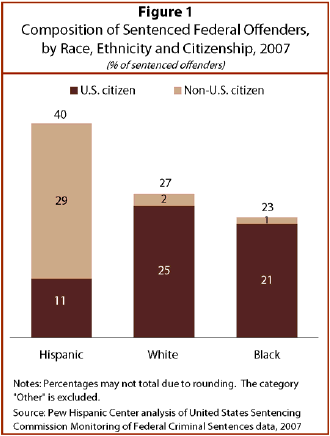 Figure 1
Composition of Sentenced Federal Offenders,
by Race, Ethnicity and Citizenship, 2007
(% of sentenced offenders)
U.S. citizen Non-U.S. citizen
40
29
11
27
2
25
23
1
21
Hispanic White Black
Notes: Percentages may not total due to rounding. The category
"Other" is excluded.
Source: Pew Hispanic Center analysis of United States Sentencing
Commission Monitoring of Federal Criminal Sentences data, 2007